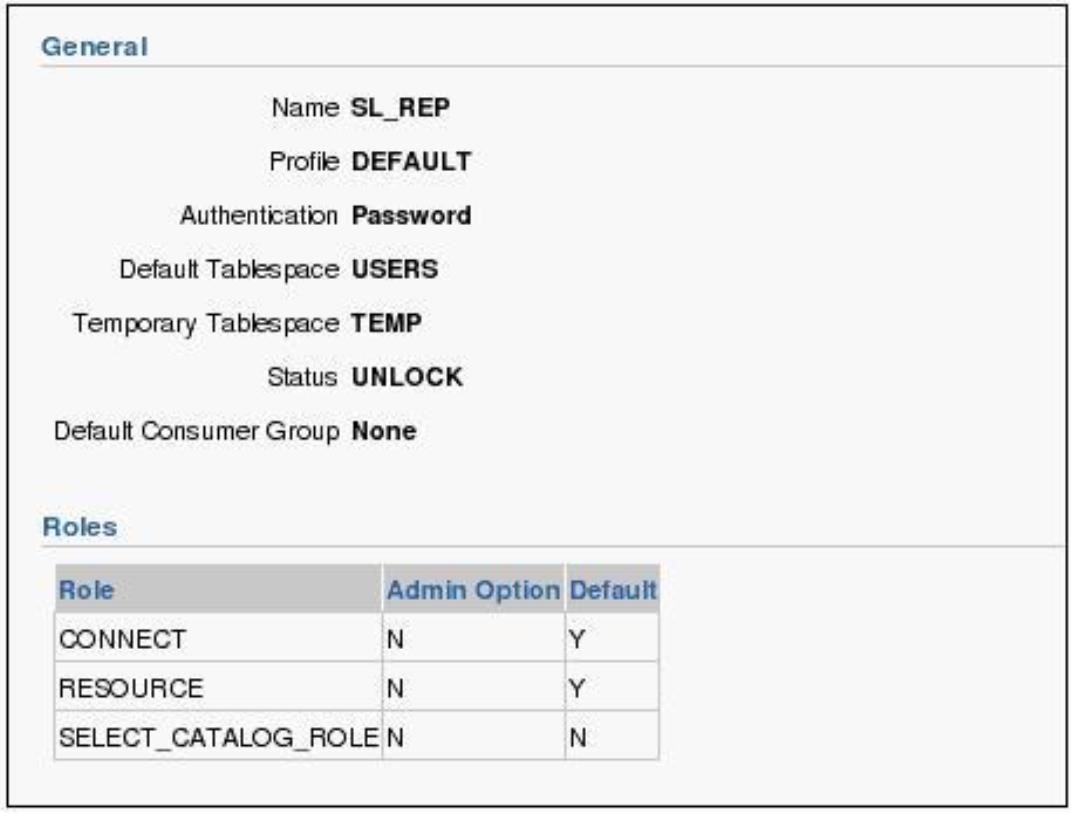 General
Name SL_REP
Profile DEFAULT
Authentication Password
Default Tablespace USERS
Temporary Tablespace TEMP
Status UNLOCK
Default Consumer Group None
Roles
Role Admin Option Default
CONNECT N Y
RESOURCE N Y
SELECT_CATALOG_ROLE N N